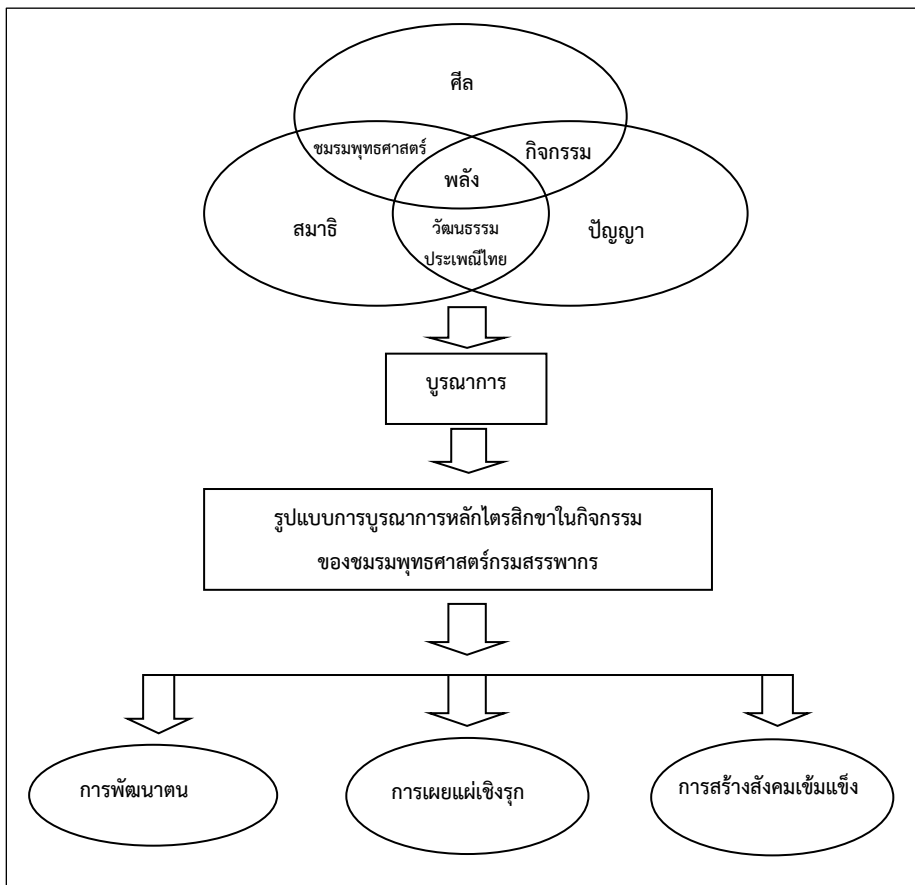 ศีล
ชมรมพุทธศาสตร์
กิจกรรม
พลัง
สมาธิ
วัฒนธรรม
ประเพณีไทย
ปัญญา
บูรณาการ
รูปแบบการบูรณาการหลักไตรสิกขาในกิจกรรม
ของชมรมพุทธศาสตร์กรมสรรพากร
การพัฒนาตน
การเผยแผ่เชิงรุก
การสร้างสังคมเข้มแข็ง